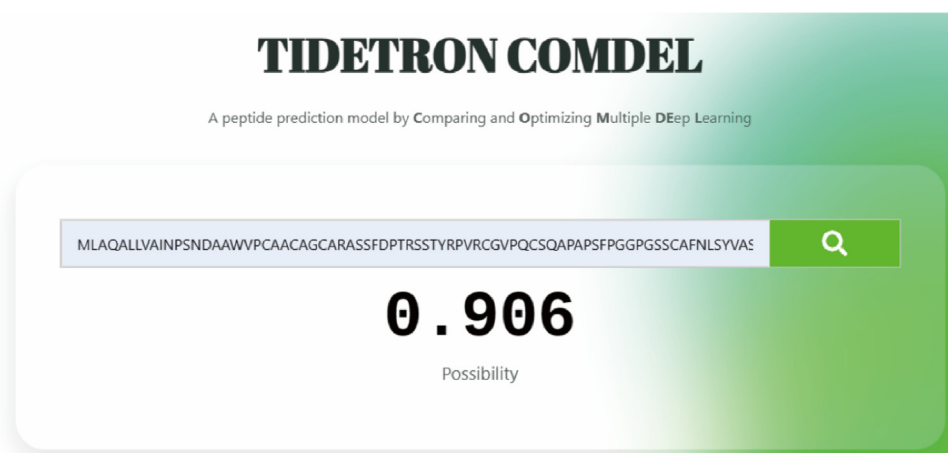 TIDETRON COMDEL
A peptide prediction model by Comparing and Optimizing Multiple DEep Learning
MLAQALLVAINPSNDAAWVPCAACAGCARASSFDPTRSSTYRPVRCGVPQCSQAPAPSFPGGPGSSCAFNLSYVAS
0.906
Possibility